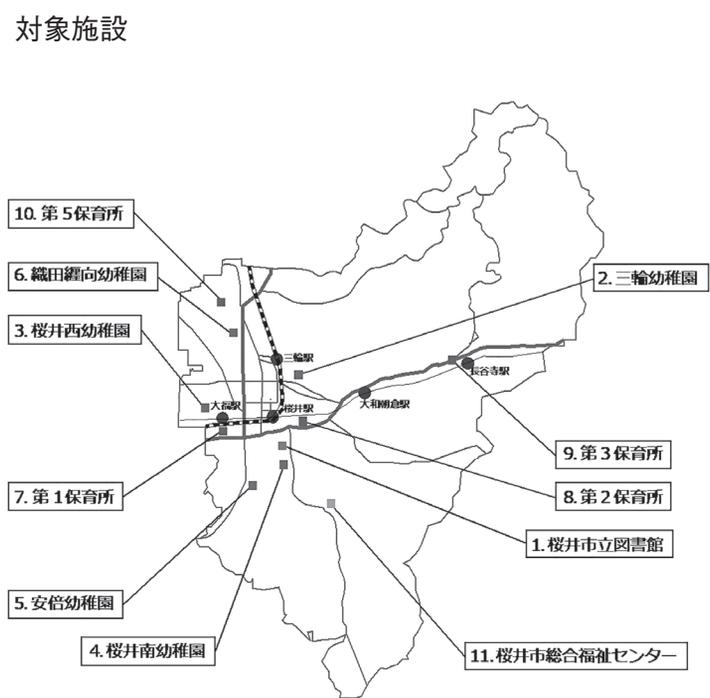 対象施設
10. 第5保育所
6. 織田纒向幼稚園
2. 三輪幼稚園
3. 桜井西幼稚園
三輪駅
長谷寺駅
大福駅
桜井駅
大和朝倉駅
9. 第3保育所
7. 第1保育所
8. 第2保育所
1. 桜井市立図書館
5. 安倍幼稚園
4. 桜井南幼稚園
11. 桜井市総合福祉センター